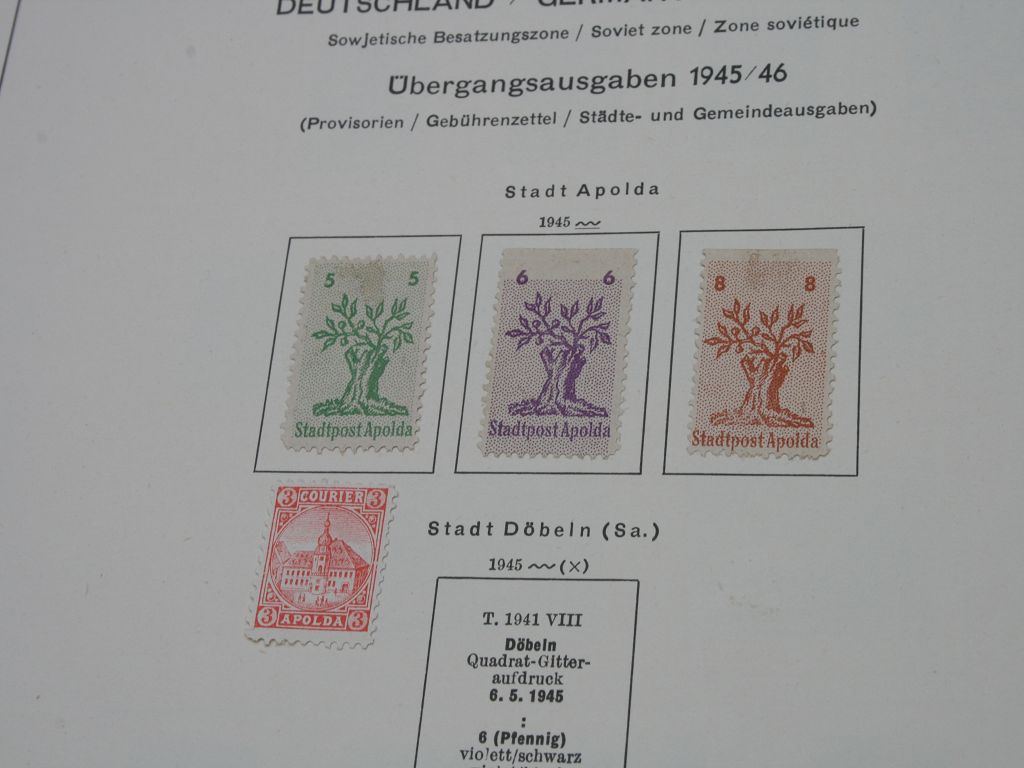 DEUTSCHLAND /
Sowjetische Besatzungszone / Soviet zone / Zone soviétique
Übergangsausgaben 1945/46
(Provisorien / Gebührenzettel / Städte- und Gemeindeausgaben)
Stadt Apolda
1945
5 5
Stadtpost Apolda
6 6
Stadtpost Apolda
8 8
Stadtpost Apolda
3 COURIER 3
3 APOLDA 3
Stadt Döbeln (Sa.)
1945 (×)
T. 1941 VIII
Döbeln
Quadrat-Gitter-
aufdruck
6. 5. 1945
:
6 (Pfennig)
violett/schwarz